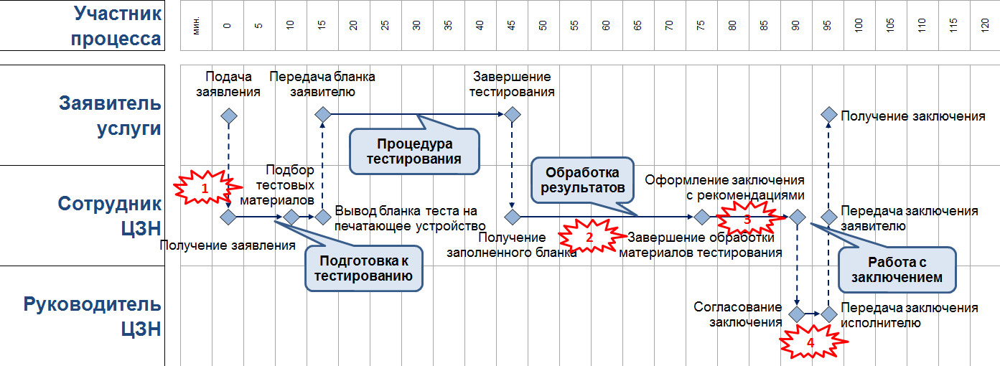 Участник
процесса
мин.
0
5
10
15
20
25
30
35
40
45
50
55
60
65
70
75
80
85
90
95
100
105
110
115
120
Заявитель
услуги
Подача
заявления
Передача бланка
заявителю
Завершение
тестирования
Получение заключения
Процедура
тестирования
Сотрудник
ЦЗН
1
Подбор
тестовых
материалов
Обработка
результатов
Оформление заключения
с рекомендациями
Вывод бланка теста на
печатающее устройство
3
Передача заключения
заявителю
Получение заявления
Получение
заполненного бланка
2
Завершение обработки
материалов тестирования
Подготовка к
тестированию
Работа с
заключением
Руководитель
ЦЗН
Согласование
заключения
Передача заключения
исполнителю
4